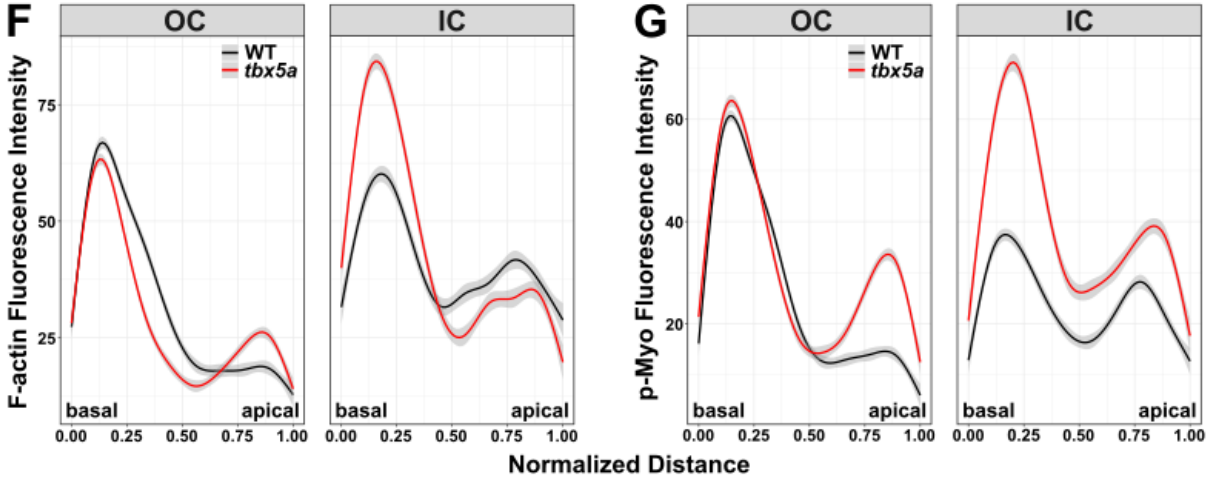 F
OC
IC
F-actin Fluorescence Intensity
75
50
25
WT
tbx5a
basal
apical
basal
apical
0.00 0.25 0.50 0.75 1.00
0.00 0.25 0.50 0.75 1.00
G
OC
IC
p-Myo Fluorescence Intensity
60
40
20
WT
tbx5a
basal
apical
basal
apical
0.00 0.25 0.50 0.75 1.00
0.00 0.25 0.50 0.75 1.00
Normalized Distance